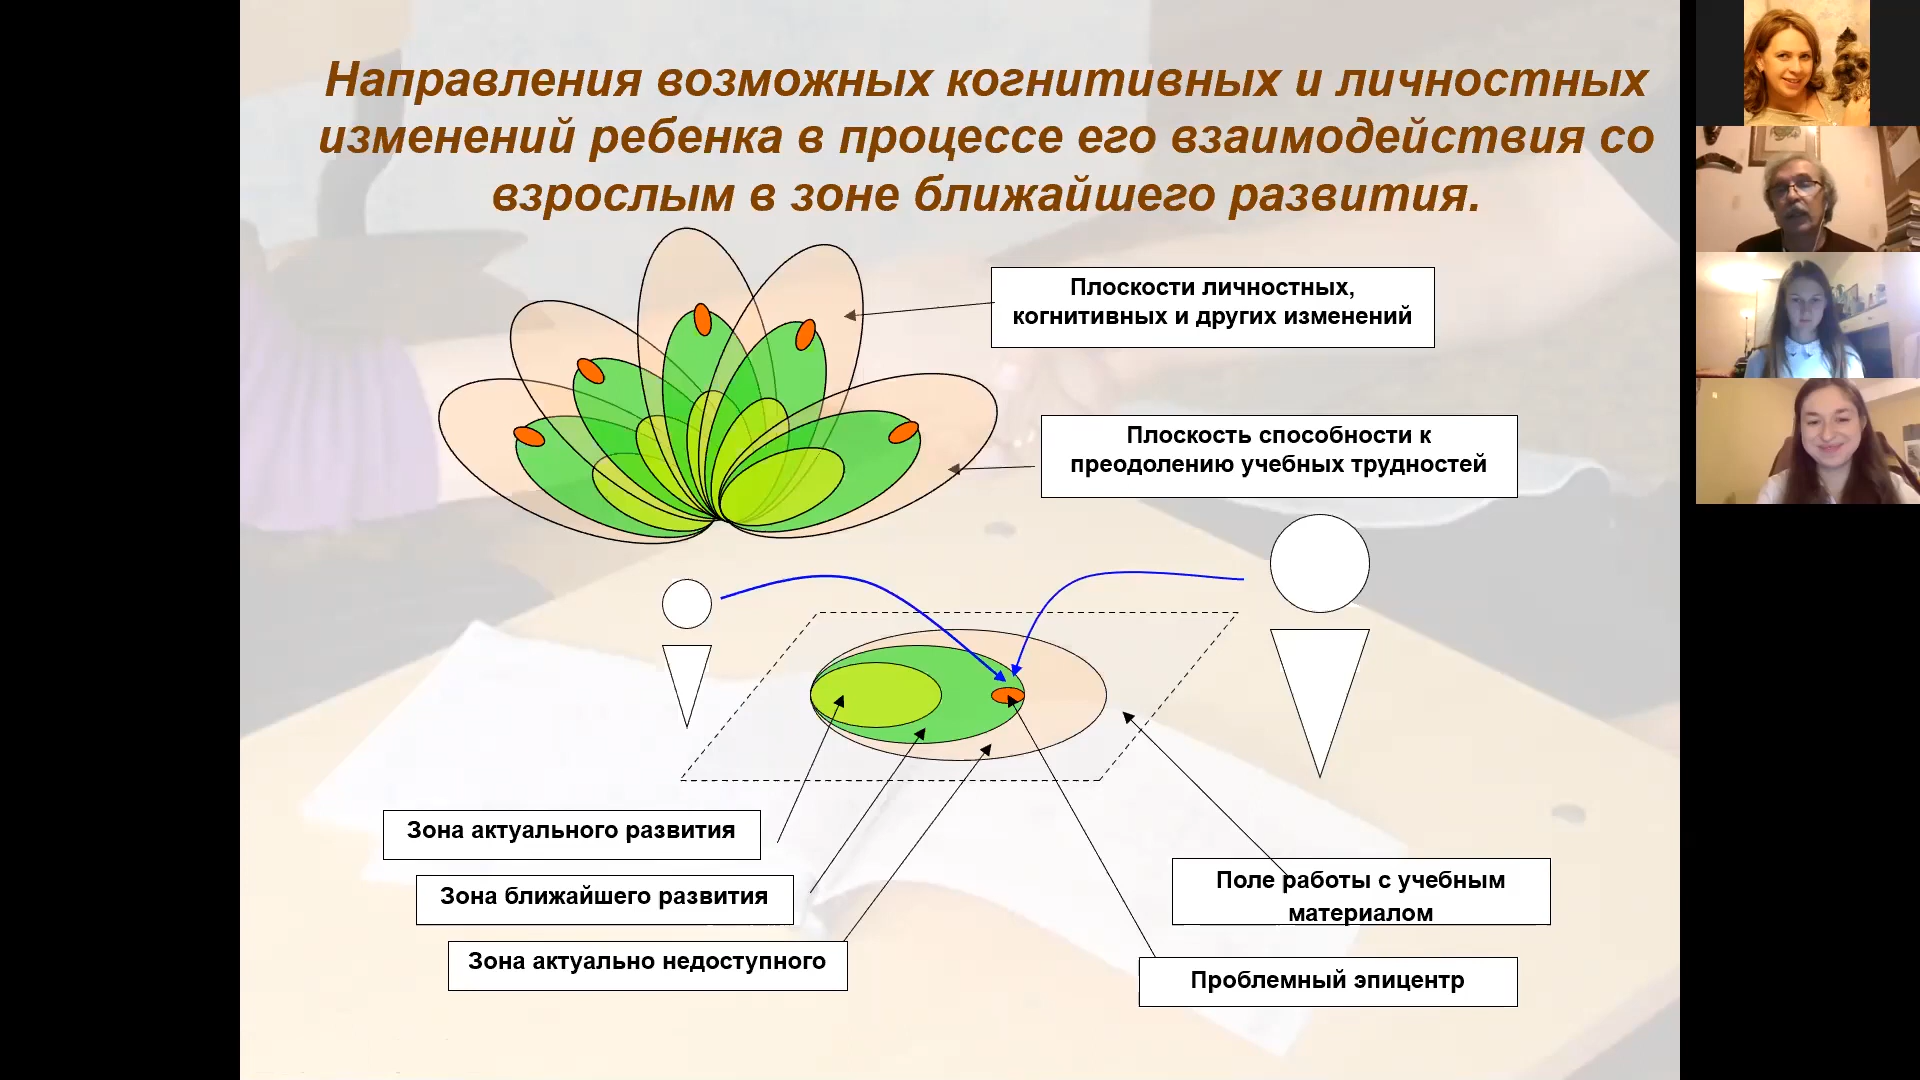 Направления возможных когнитивных и личностных
изменений ребенка в процессе его взаимодействия со
взрослым в зоне ближайшего развития.
Плоскости личностных,
когнитивных и других изменений
Плоскость способности к
преодолению учебных трудностей
Зона актуального развития
Зона ближайшего развития
Зона актуально недоступного
Поле работы с учебным
материалом
Проблемный эпицентр